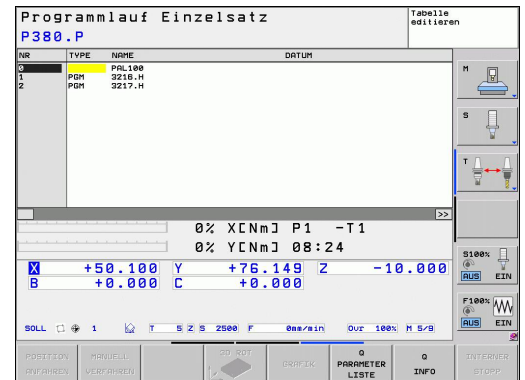 Programmlauf Einzelsatz
Tabelle editieren
P380.P
NR TYPE NAME DATUM
0 PAL100
1 PGM 3216.H
2 PGM 3217.H
M
S
T
>>
0% X[Nm] P1 -T1
0% Y[Nm] 08:24
X +50.100 Y +76.149 Z -10.000
B +0.000 C +0.000
S100%
AUS EIN
F100%
AUS EIN
SOLL 1 T 5 Z S 2500 F 0mm/min Ovr 100% M 5/9
POSITION ANFAHREN
MANUELL VERFAHREN
3D ROT
GRAFIK
Q PARAMETER LISTE
Q INFO
INTERNER STOPP